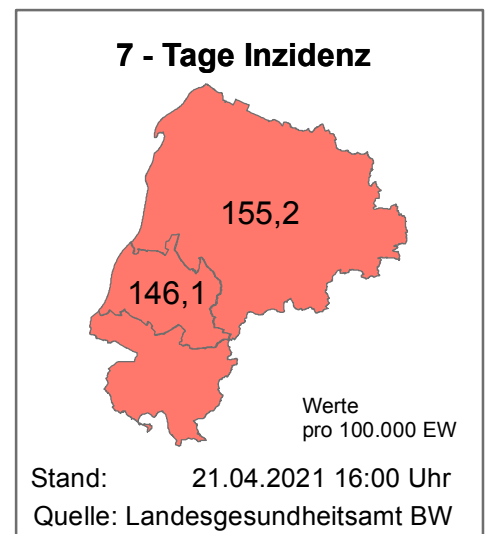 7 - Tage Inzidenz
155,2
146,1
Werte
pro 100.000 EW
Stand: 21.04.2021 16:00 Uhr
Quelle: Landesgesundheitsamt BW